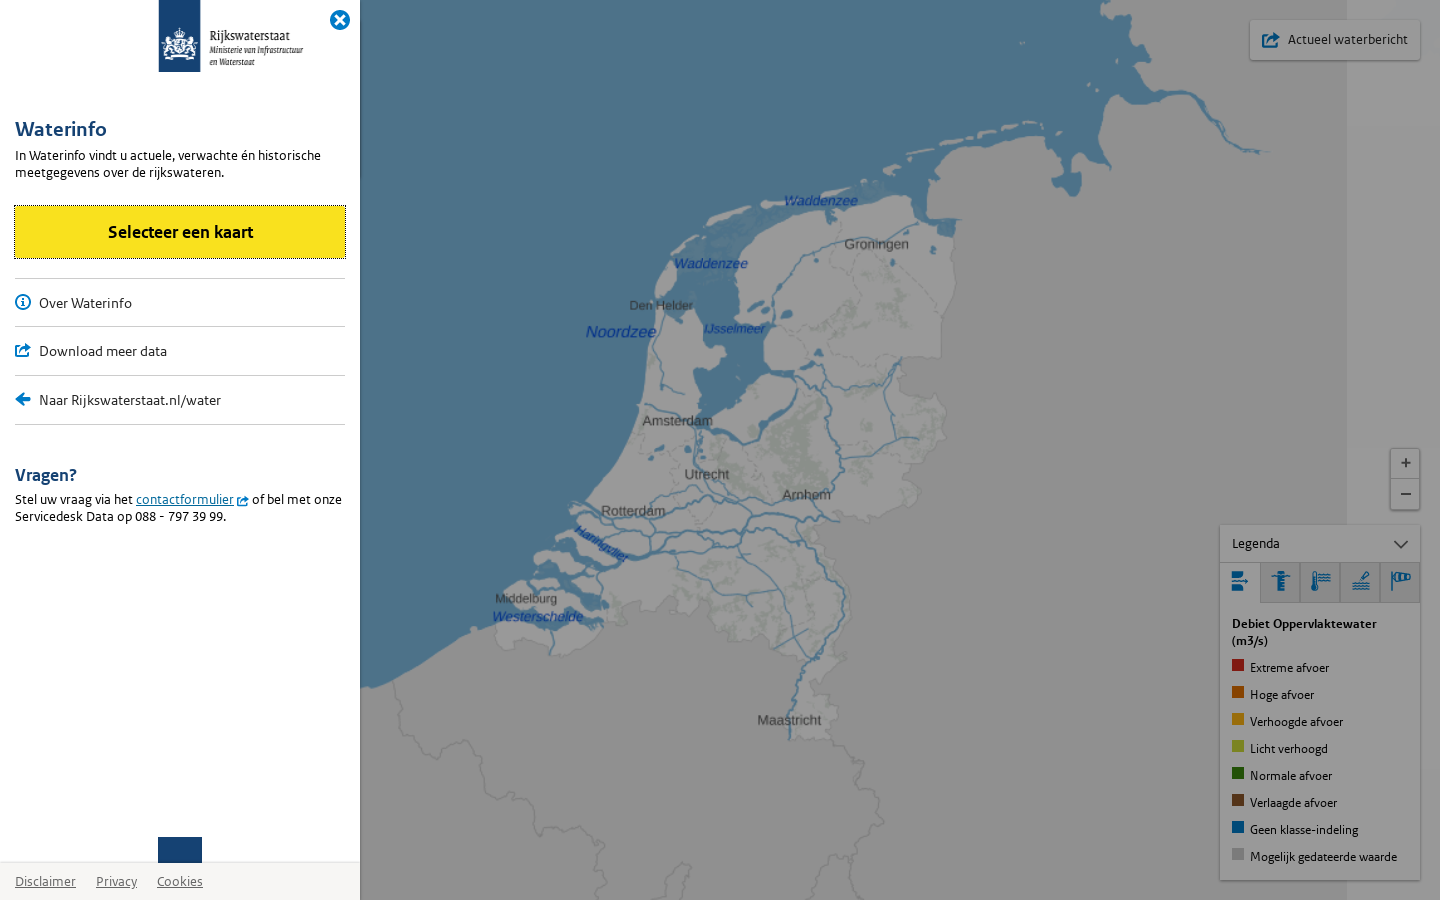 Rijkswaterstaat
Ministerie van Infrastructuur
en Waterstaat
Waterinfo
In Waterinfo vindt u actuele, verwachte én historische
meetgegevens over de rijkswateren.
Selecteer een kaart
Over Waterinfo
Download meer data
Naar Rijkswaterstaat.nl/water
Vragen?
Stel uw vraag via het contactformulier of bel met onze
Servicedesk Data op 088 - 797 39 99.
Disclaimer Privacy Cookies
Actueel waterbericht
Waddenzee
Groningen
Waddenzee
Den Helder
Noordzee
IJsselmeer
Amsterdam
Utrecht
Arnhem
Rotterdam
Haringvliet
Middelburg
Westerschelde
Maastricht
+
−
Legenda
Debiet Oppervlaktewater
(m3/s)
Extreme afvoer
Hoge afvoer
Verhoogde afvoer
Licht verhoogd
Normale afvoer
Verlaagde afvoer
Geen klasse-indeling
Mogelijk gedateerde waarde